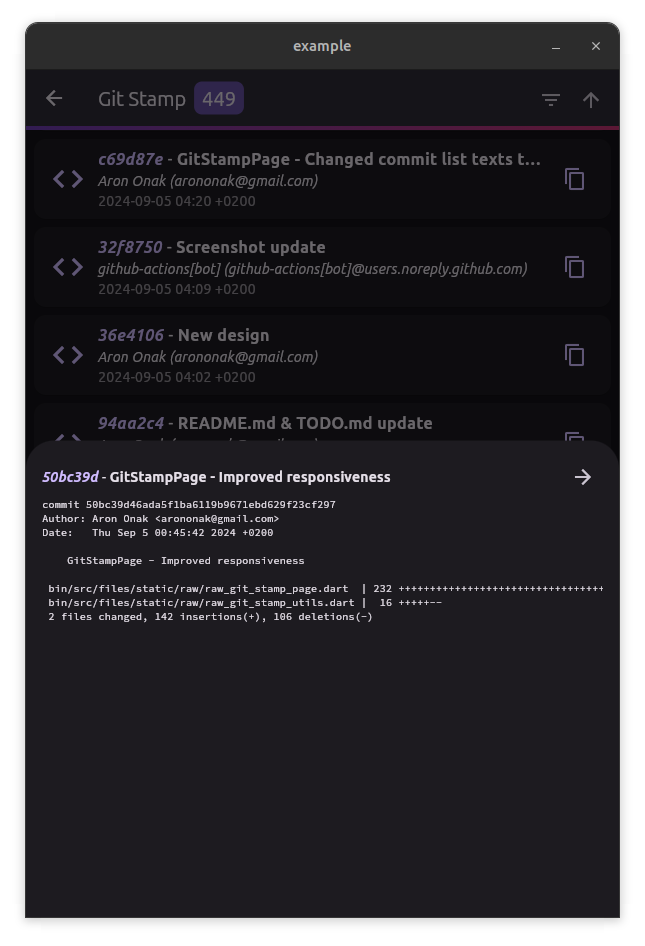 example
Git Stamp 449
c69d87e - GitStampPage - Changed commit list texts t...
Aron Onak (arononak@gmail.com)
2024-09-05 04:20 +0200
32f8750 - Screenshot update
github-actions[bot] (github-actions[bot]@users.noreply.github.com)
2024-09-05 04:09 +0200
36e4106 - New design
Aron Onak (arononak@gmail.com)
2024-09-05 04:02 +0200
94aa2c4 - README.md & TODO.md update
50bc39d - GitStampPage - Improved responsiveness
commit 50bc39d46ada5f1ba6119b9671ebd629f23cf297
Author: Aron Onak <arononak@gmail.com>
Date:   Thu Sep 5 00:45:42 2024 +0200
GitStampPage - Improved responsiveness
bin/src/files/static/raw/raw_git_stamp_page.dart  | 232 +++++++++++++++++++++++++++++++++
bin/src/files/static/raw/raw_git_stamp_utils.dart |  16 +++++--
2 files changed, 142 insertions(+), 106 deletions(-)